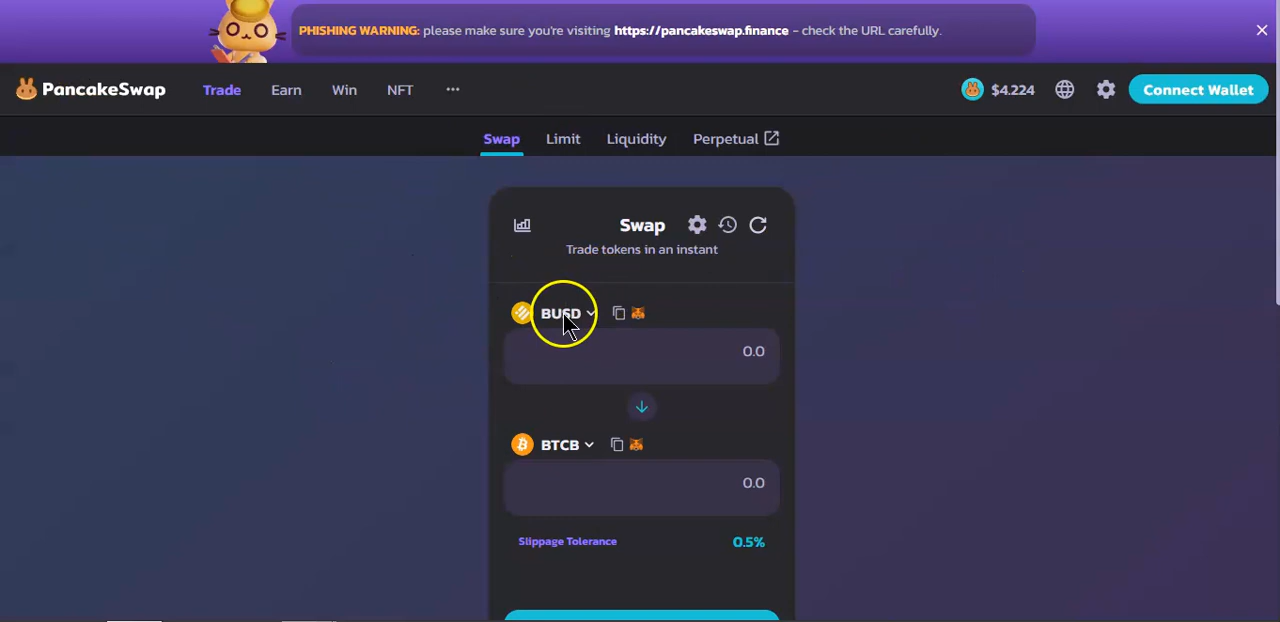 PHISHING WARNING: please make sure you're visiting https://pancakeswap.finance - check the URL carefully.
PancakeSwap Trade Earn Win NFT ... $4.224 Connect Wallet
Swap Limit Liquidity Perpetual
Swap
Trade tokens in an instant
BUSD
0.0
BTCB
0.0
Slippage Tolerance 0.5%